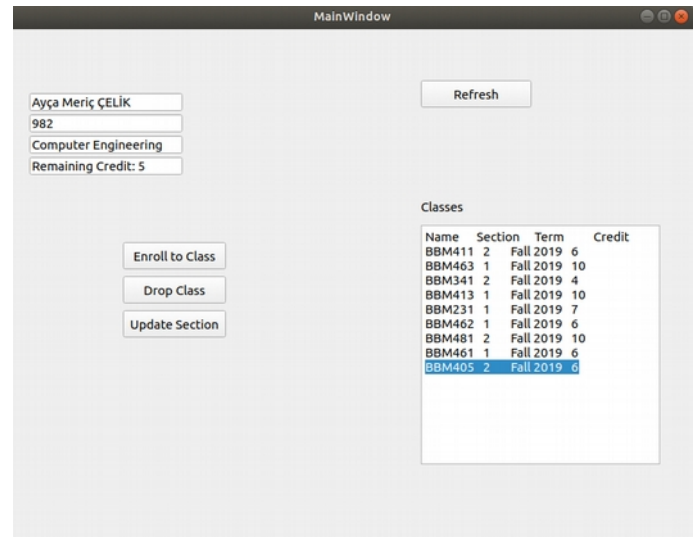 MainWindow
Ayça Meriç ÇELİK
982
Computer Engineering
Remaining Credit: 5
Refresh
Enroll to Class
Drop Class
Update Section
Classes
Name Section Term Credit
BBM411 2 Fall 2019 6
BBM463 1 Fall 2019 10
BBM341 2 Fall 2019 4
BBM413 1 Fall 2019 10
BBM231 1 Fall 2019 7
BBM462 1 Fall 2019 6
BBM481 2 Fall 2019 10
BBM461 1 Fall 2019 6
BBM405 2 Fall 2019 6